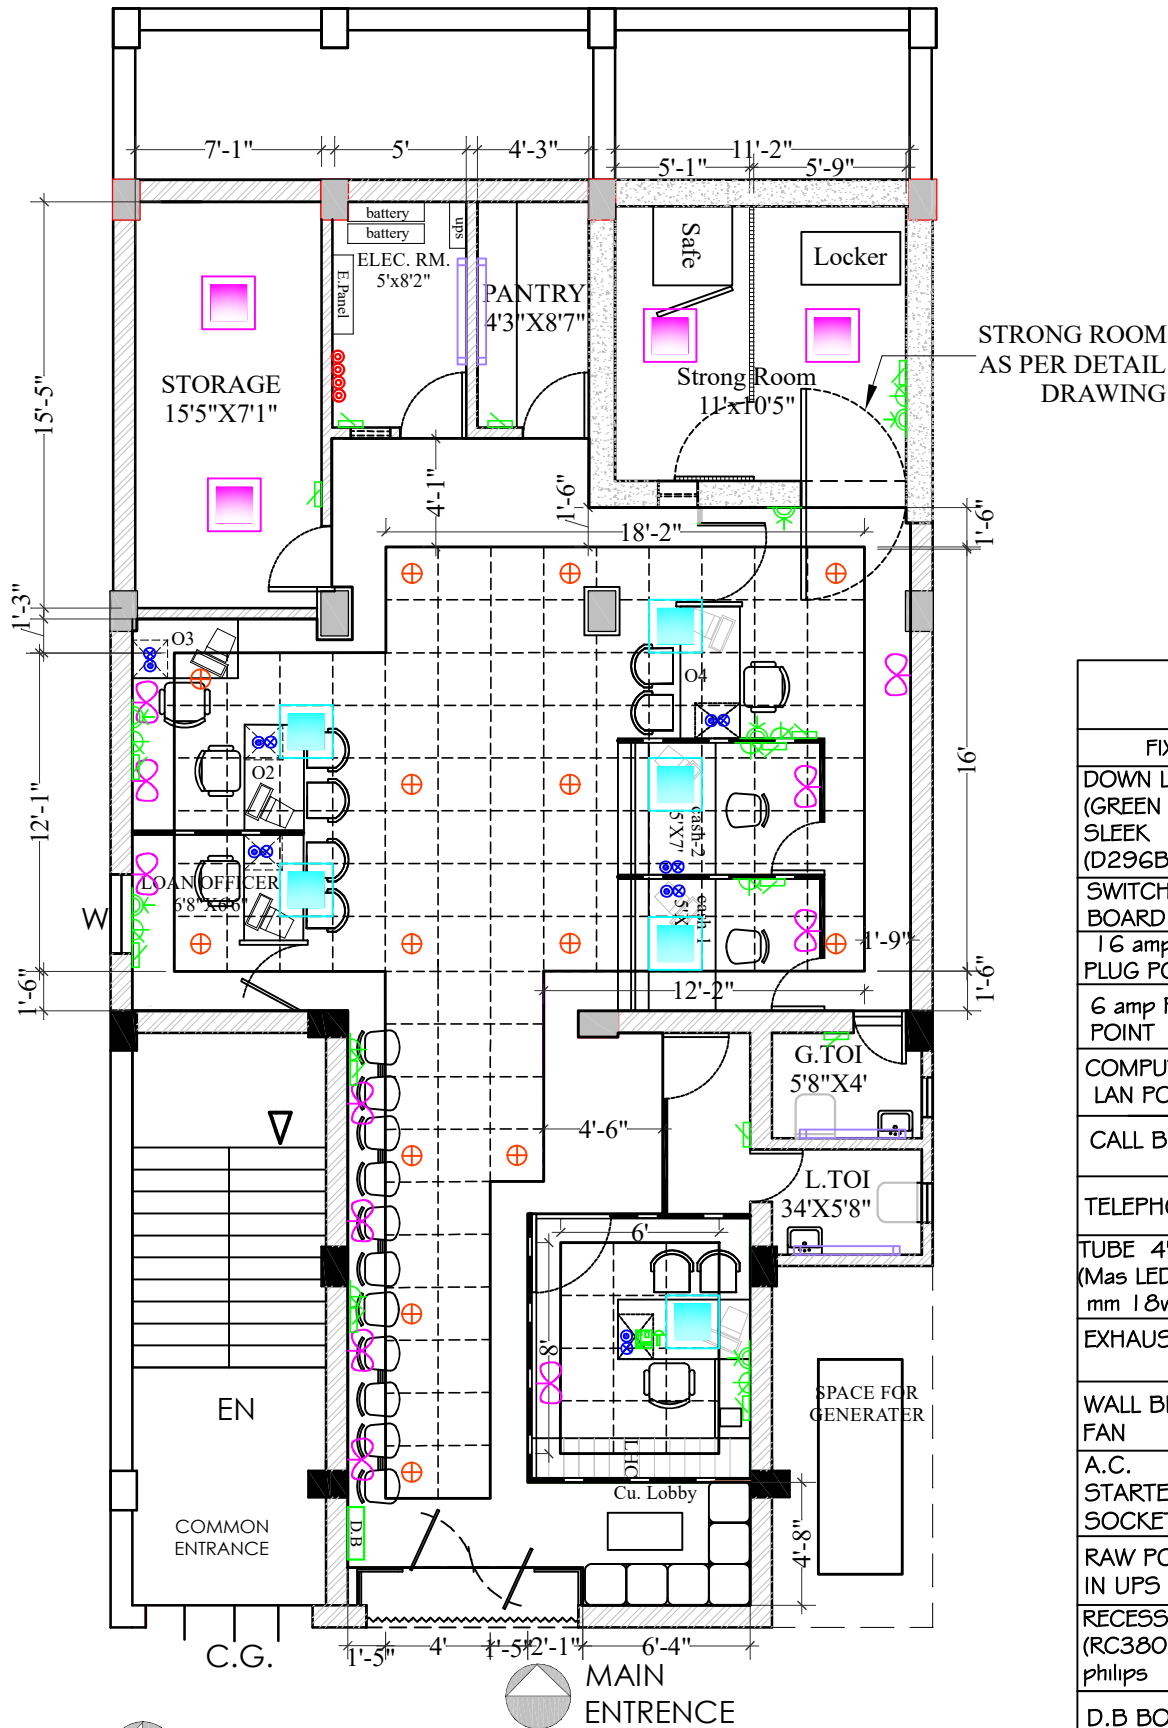 7'-1"
5'
4'-3"
11'-2"
5'-1"
5'-9"
battery
battery
ups
ELEC. RM.
5'x8'2"
E.Panel
PANTRY
4'3"X8'7"
Safe
Locker
STRONG ROOM
AS PER DETAIL
DRAWING
STORAGE
15'5"X7'1"
Strong Room
11'x10'5"
15'-5"
4'-1"
1'-6"
18'-2"
1'-6"
1'-3"
O3
O4
O2
12'-1"
16'
cash-2
5'X7'
LOAN OFFICER
6'8"X6'6"
cash-1
5'X
W
1'-9"
1'-6"
12'-2"
1'-6"
G.TOI
5'8"X4'
4'-6"
L.TOI
34'X5'8"
6'
8'
EN
SPACE FOR
GENERATER
LHO
Cu. Lobby
D.B
COMMON
ENTRANCE
4'-8"
C.G.
1'-5"
4'
1'-5"
2'-1"
6'-4"
MAIN
ENTRENCE
FIX
DOWN L
(GREEN
SLEEK
(D296B
SWITCH
BOARD
16 amp
PLUG PO
6 amp P
POINT
COMPU
LAN PO
CALL B
TELEPHO
TUBE 4'
(Mas LED
mm 18w
EXHAUS
WALL B
FAN
A.C.
STARTE
SOCKE
RAW PO
IN UPS
RECESS
(RC380
philips
D.B BO